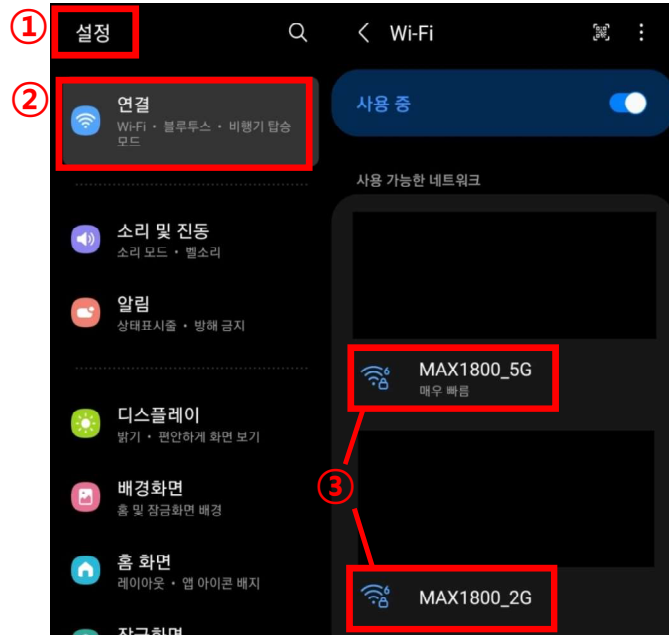 ① 설정
② 연결
Wi-Fi • 블루투스 • 비행기 탑승
모드
소리 및 진동
소리 모드 • 벨소리
알림
상태표시줄 • 방해 금지
디스플레이
밝기 • 편안하게 화면 보기
배경화면
홈 및 잠금화면 배경
홈 화면
레이아웃 • 앱 아이콘 배지
잠금화면
Wi-Fi
사용 중
사용 가능한 네트워크
MAX1800_5G
매우 빠름
③
MAX1800_2G